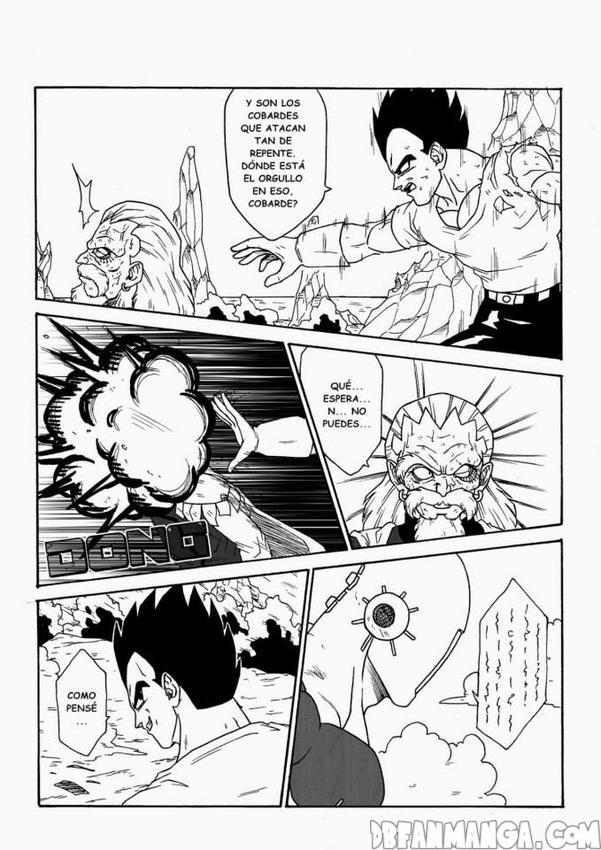 Y SON LOS
COBARDES
QUE ATACAN
TAN DE
REPENTE.
DÓNDE ESTÁ
EL ORGULLO
EN ESO,
COBARDE?
QUÉ...
ESPERA...
N... NO
PUEDES...
DONG
COMO
PENSÉ
...
DBFANMANGA.COM